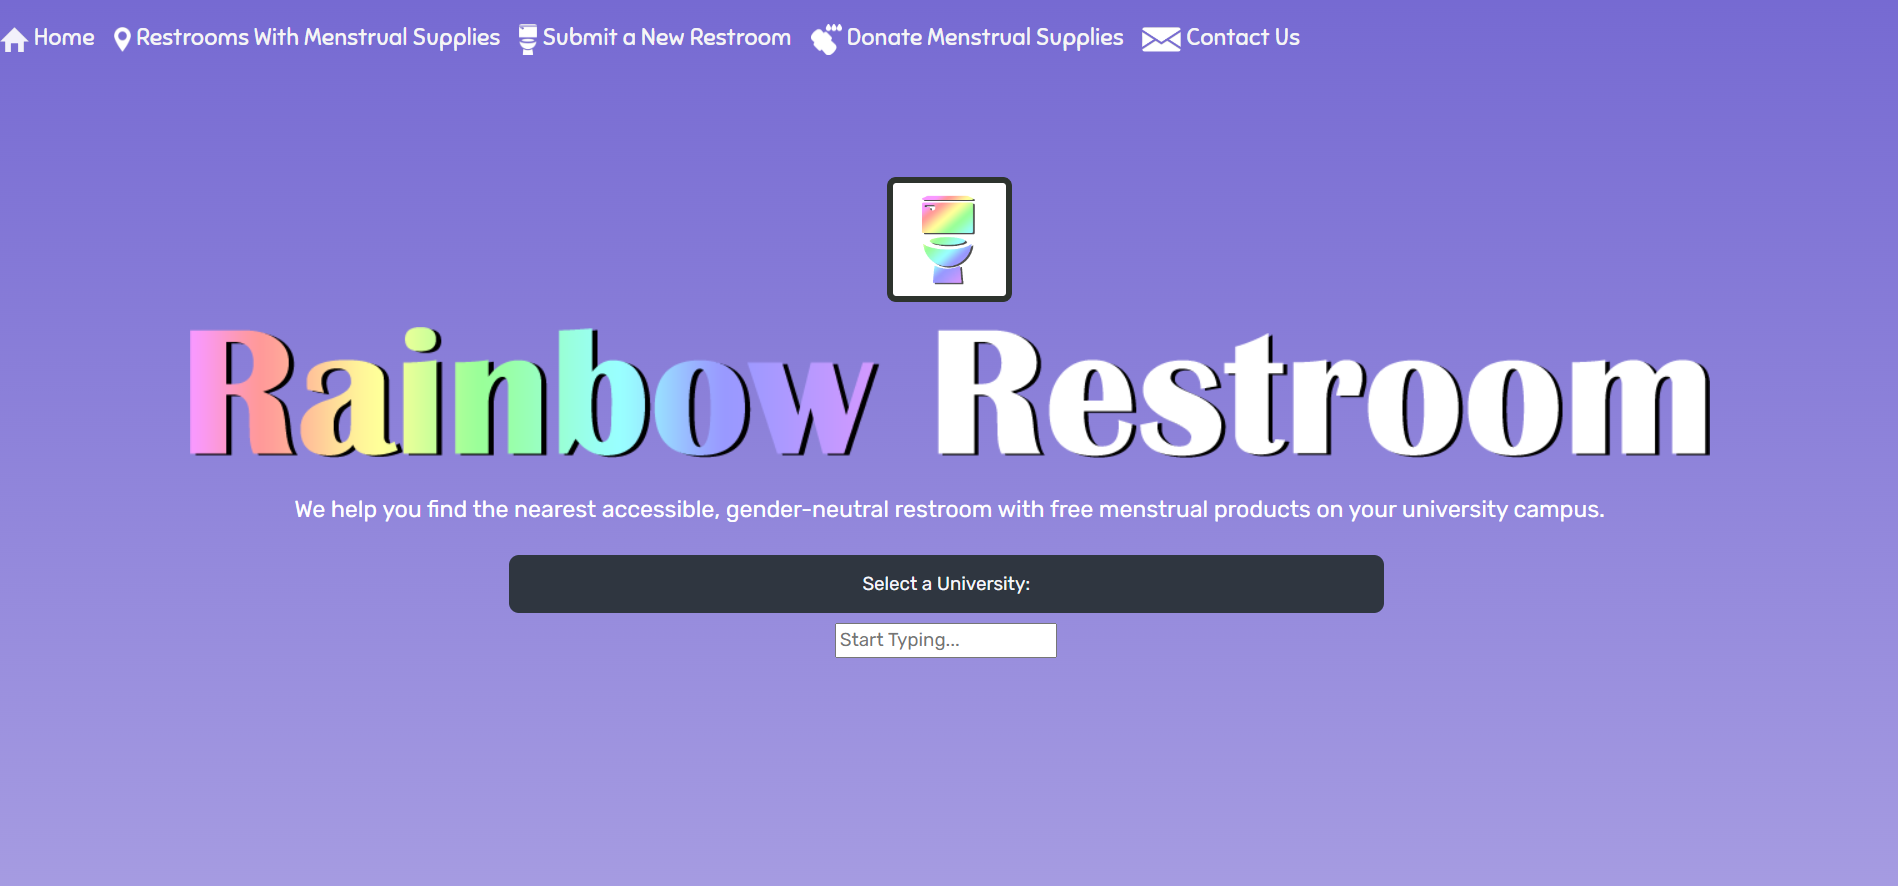 Home Restrooms With Menstrual Supplies Submit a New Restroom Donate Menstrual Supplies Contact Us
Rainbow Restroom
We help you find the nearest accessible, gender-neutral restroom with free menstrual products on your university campus.
Select a University:
Start Typing...